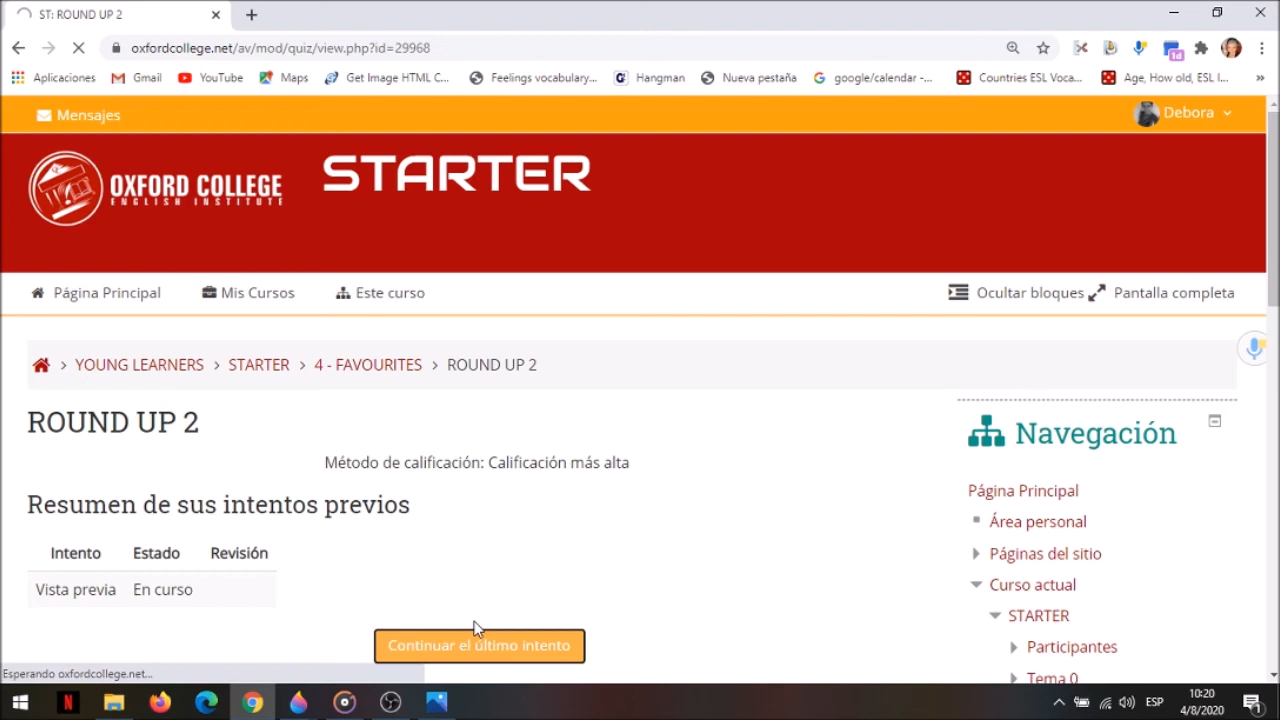 ST: ROUND UP 2
oxfordcollege.net/av/mod/quiz/view.php?id=29968
Aplicaciones Gmail YouTube Maps Get Image HTML C... Feelings vocabulary... Hangman Nueva pestaña google/calendar -... Countries ESL Voca... Age, How old, ESL I... »
Mensajes Debora
OXFORD COLLEGE
ENGLISH INSTITUTE
STARTER
Página Principal Mis Cursos Este curso Ocultar bloques Pantalla completa
> YOUNG LEARNERS > STARTER > 4 - FAVOURITES > ROUND UP 2
ROUND UP 2
Método de calificación: Calificación más alta
Resumen de sus intentos previos
Intento Estado Revisión
Vista previa En curso
Continuar el último intento
Navegación
Página Principal
Área personal
Páginas del sitio
Curso actual
STARTER
Participantes
Tema 0
Esperando oxfordcollege.net...
1d
ESP
10:20
4/8/2020
1